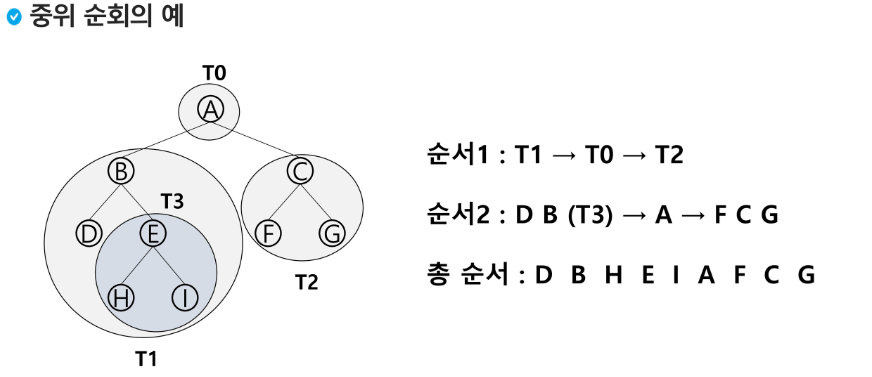 중위 순회의 예
T0
A
B
C
T3
D
E
F
G
H
I
T2
T1
순서1 : T1 → T0 → T2
순서2 : D B (T3) → A → F C G
총 순서 : D B H E I A F C G